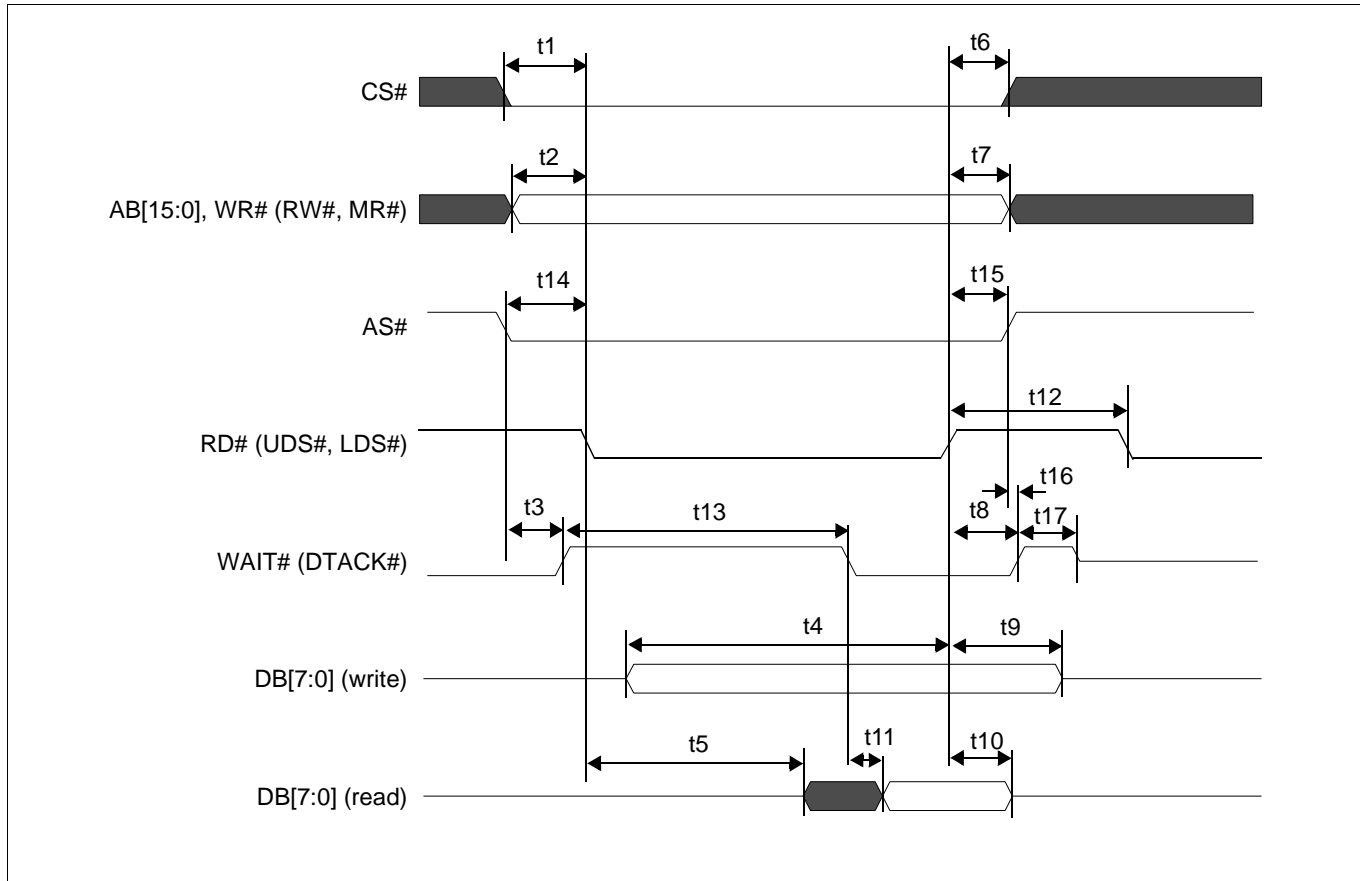 t1
t6
CS#
t2
t7
AB[15:0], WR# (RW#, MR#)
t14
t15
AS#
t12
RD# (UDS#, LDS#)
t16
t3
t13
t8
t17
WAIT# (DTACK#)
t4
t9
DB[7:0] (write)
t5
t11
t10
DB[7:0] (read)